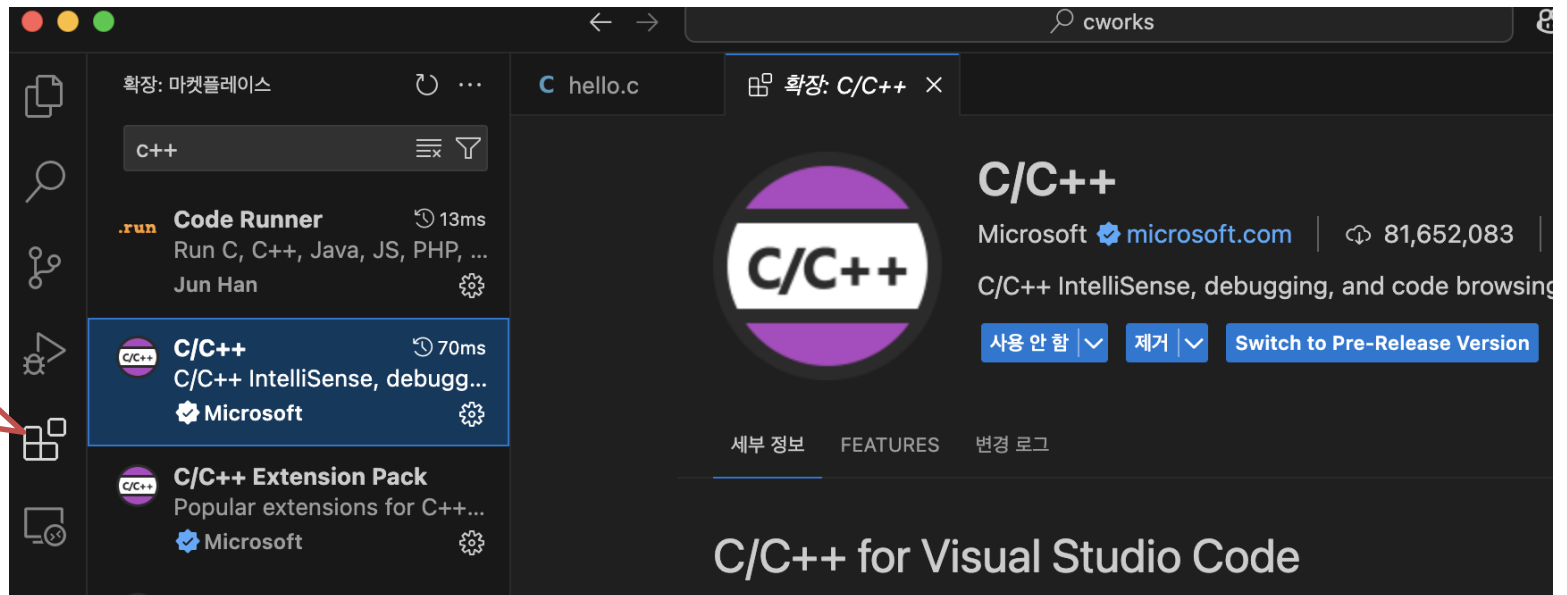 cworks
확장: 마켓플레이스
c++
.run Code Runner 13ms
Run C, C++, Java, JS, PHP, ...
Jun Han
C/C++ C/C++ 70ms
C/C++ IntelliSense, debugg...
Microsoft
C/C++ C/C++ Extension Pack
Popular extensions for C++...
Microsoft
C hello.c
확장: C/C++
C/C++
C/C++
Microsoft microsoft.com 81,652,083
C/C++ IntelliSense, debugging, and code browsing
사용 안 함 제거 Switch to Pre-Release Version
세부 정보 FEATURES 변경 로그
C/C++ for Visual Studio Code